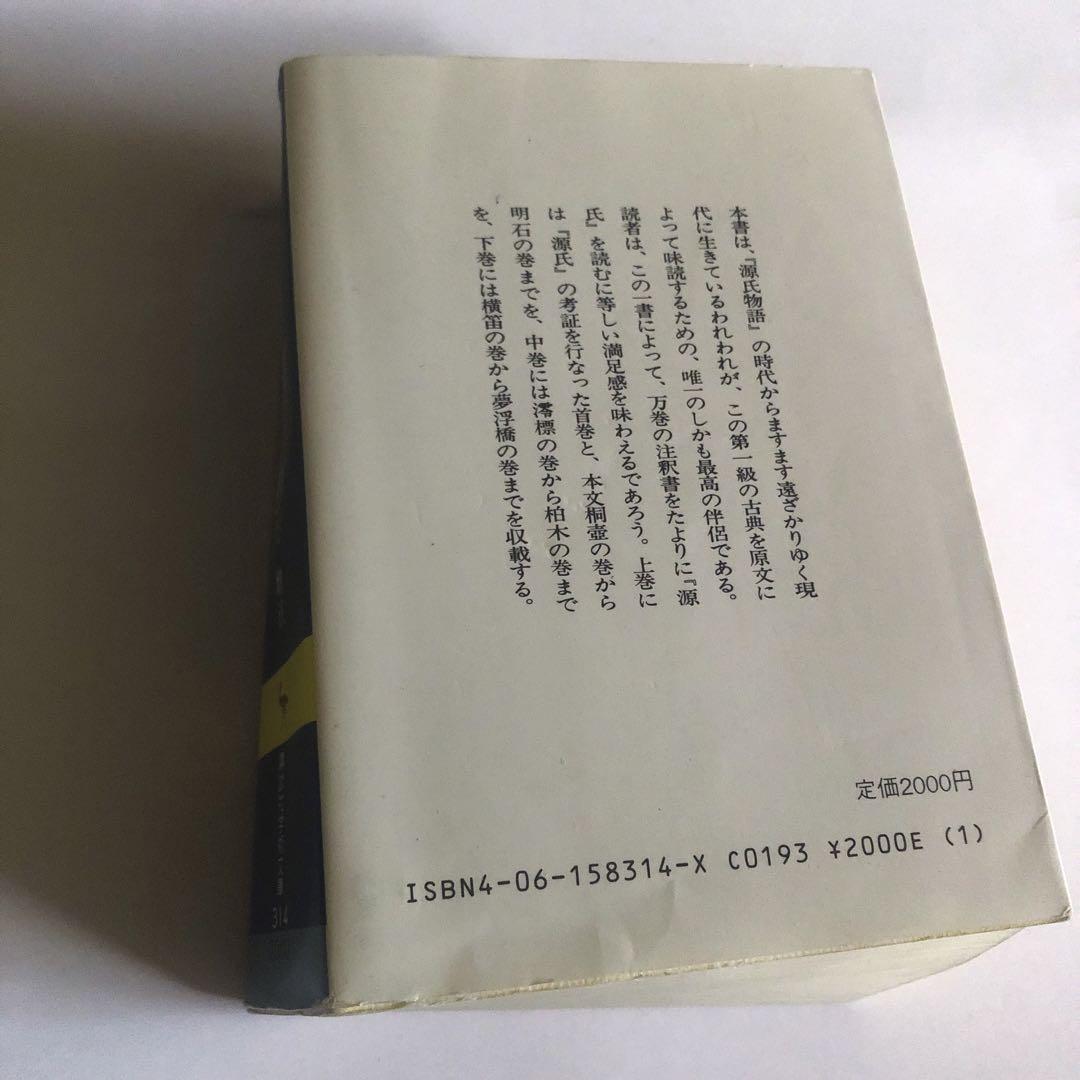 本書は、『源氏物語』の時代からますます遠ざかりゆく現
代に生きているわれわれが、この第一級の古典を原文に
よって味読するための、唯一のしかも最高の伴侶である。
読者は、この一書によって、万巻の注釈書をたよりに『源
氏』を読むに等しい満足感を味わえるであろう。上巻に
は『源氏』の考証を行なった首巻と、本文桐壺の巻から
明石の巻までを、中巻には澪標の巻から柏木の巻まで
を、下巻には横笛の巻から夢浮橋の巻までを収載する。
定価2000円
ISBN4-06-158314-X C0193 ¥2000E (1)
314